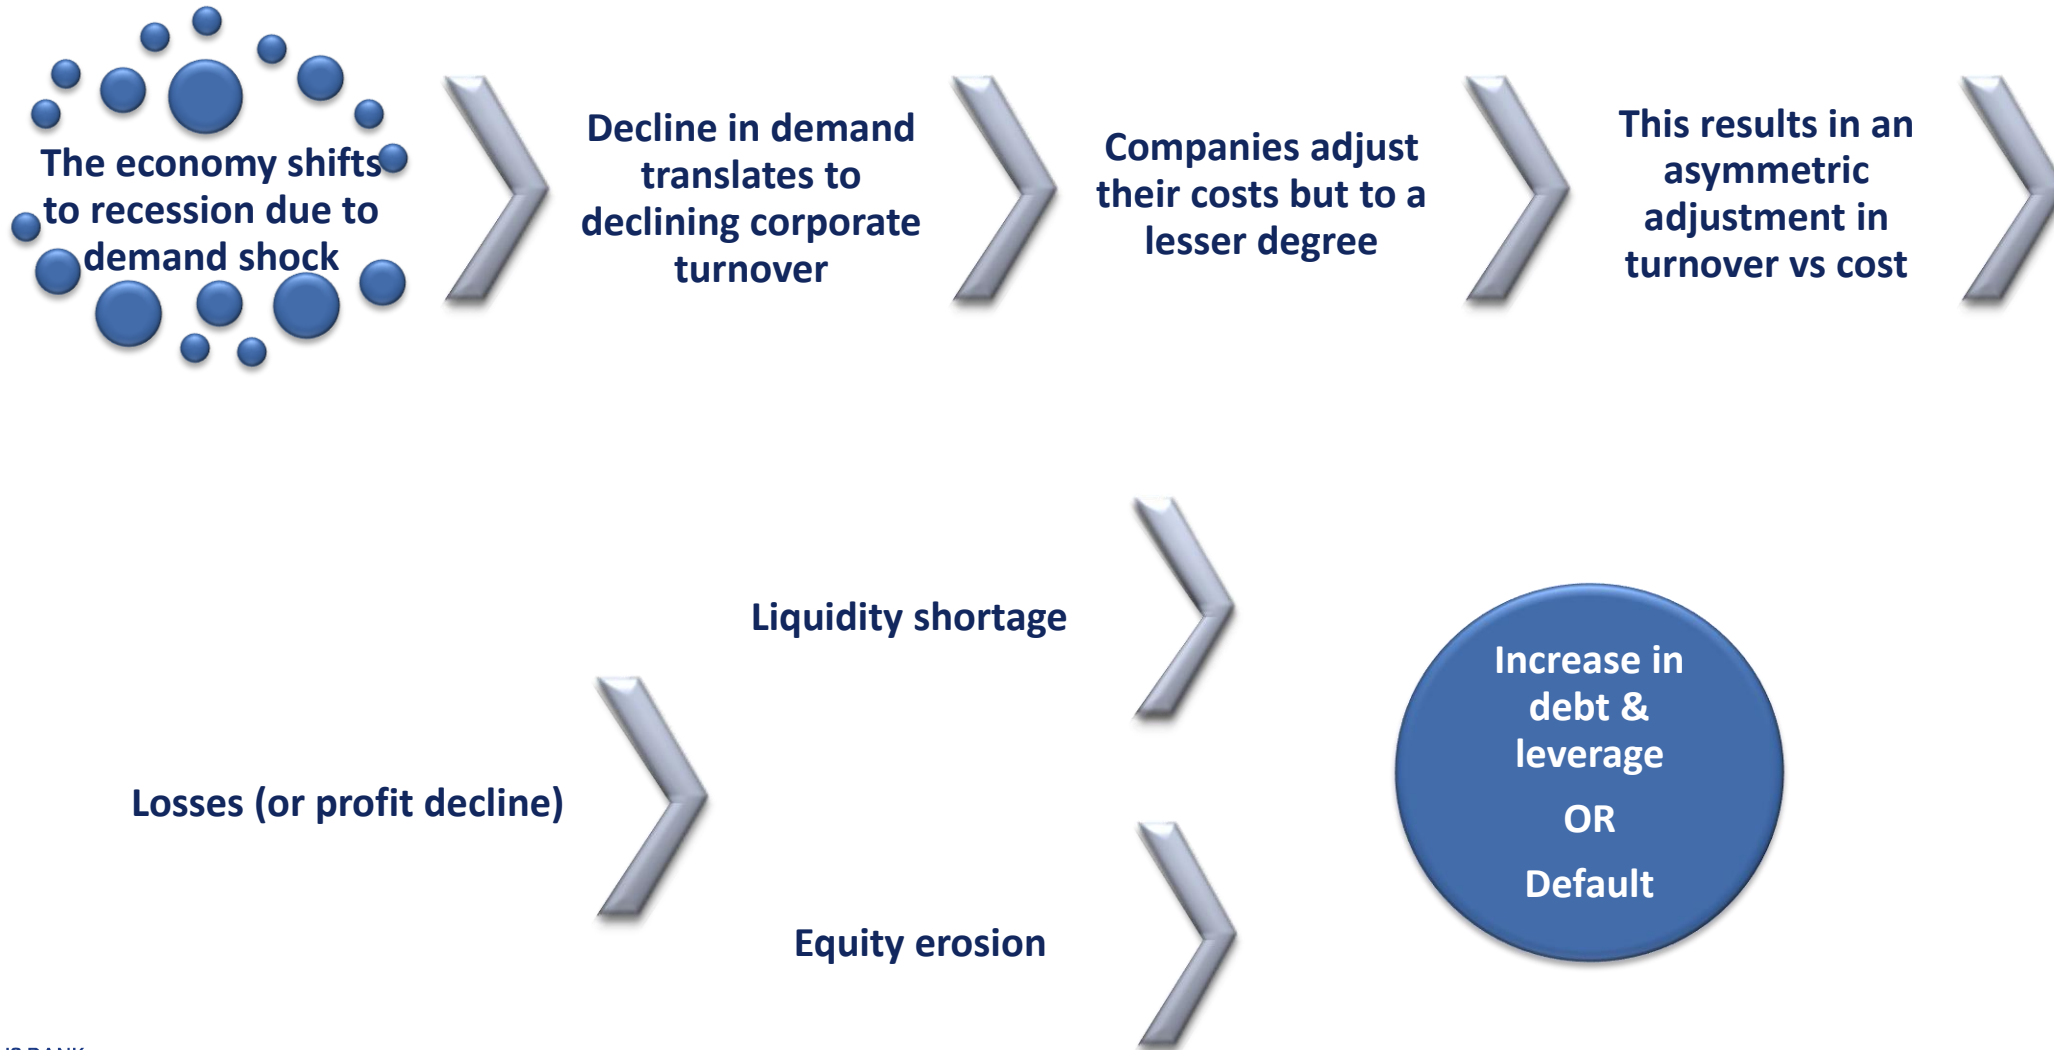 The economy shifts
to recession due to
demand shock
Decline in demand
translates to
declining corporate
turnover
Companies adjust
their costs but to a
lesser degree
This results in an
asymmetric
adjustment in
turnover vs cost
Losses (or profit decline)
Liquidity shortage
Equity erosion
Increase in
debt &
leverage
OR
Default
BANK